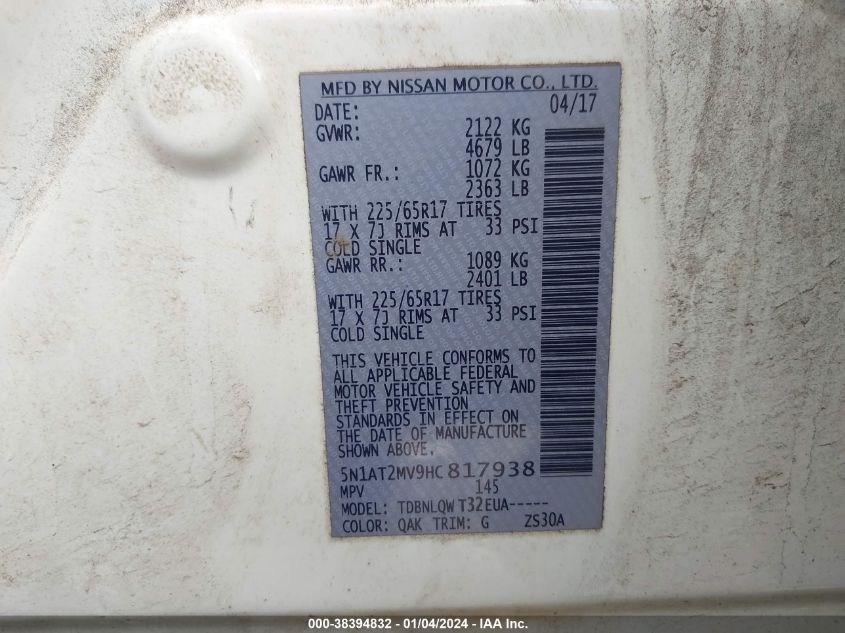 MFD BY NISSAN MOTOR CO., LTD.
DATE: 04/17
GVWR: 2122 KG
4679 LB
GAWR FR.: 1072 KG
2363 LB
WITH 225/65R17 TIRES
17 X 7J RIMS AT 33 PSI
COLD SINGLE
GAWR RR.: 1089 KG
2401 LB
WITH 225/65R17 TIRES
17 X 7J RIMS AT 33 PSI
COLD SINGLE
THIS VEHICLE CONFORMS TO
ALL APPLICABLE FEDERAL
MOTOR VEHICLE SAFETY AND
THEFT PREVENTION
STANDARDS IN EFFECT ON
THE DATE OF MANUFACTURE
SHOWN ABOVE.
5N1AT2MV9HC817938
MPV 145
MODEL: TDBNLQW T32EUA-----
COLOR: QAK TRIM: G ZS30A
000-38394832 - 01/04/2024 - IAA Inc.